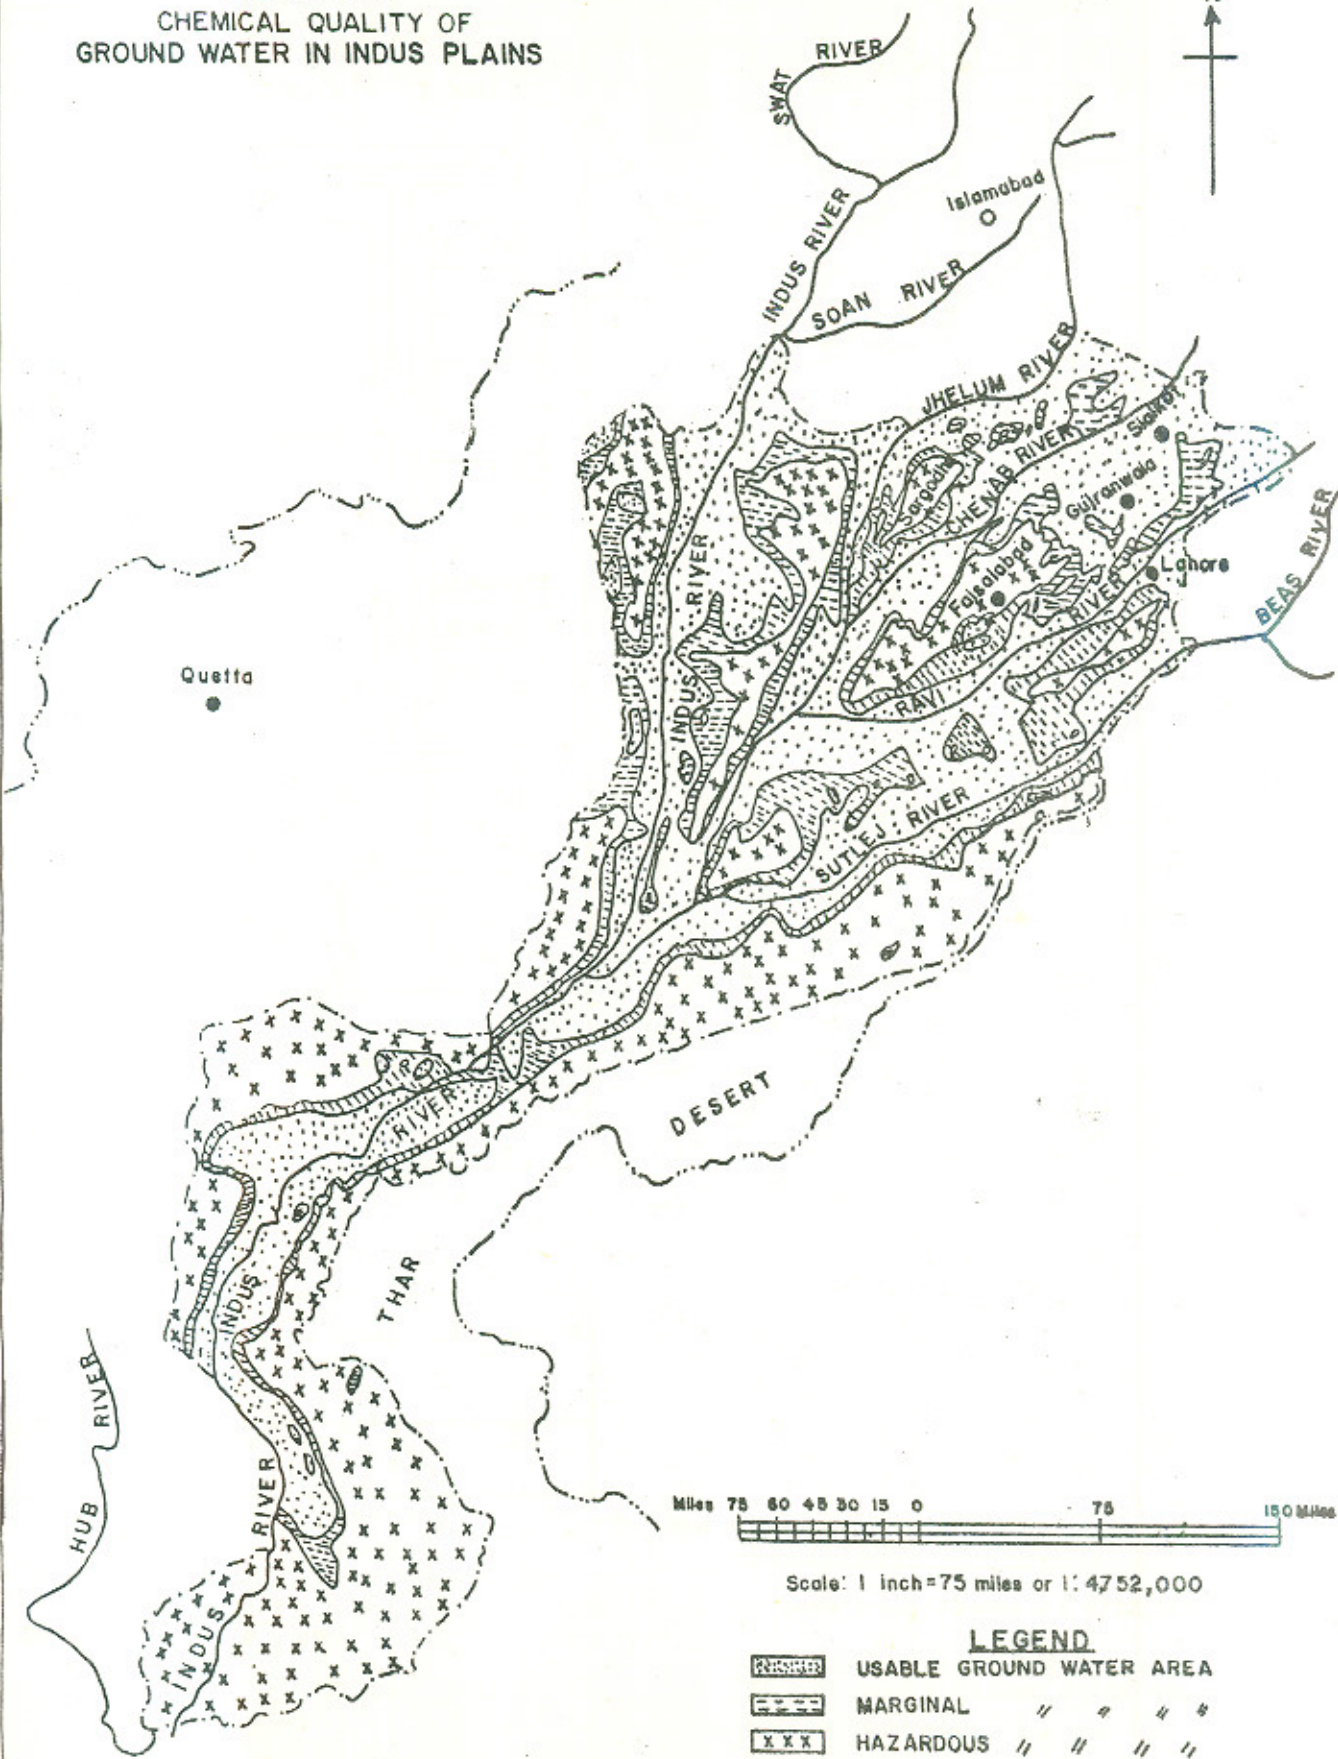 CHEMICAL QUALITY OF
GROUND WATER IN INDUS PLAINS
SWAT RIVER
INDUS RIVER
Islamabad
SOAN RIVER
JHELUM RIVER
Sialkot
CHENAB RIVER
Sargodha
Gujranwala
Faisalabad
Lahore
BEAS RIVER
INDUS RIVER
RAVI RIVER
Quetta
SUTLEJ RIVER
INDUS RIVER
THAR DESERT
HUB RIVER
INDUS RIVER
Miles 75 60 45 30 15 0 75 150 Miles
Scale: 1 inch=75 miles or 1:4,752,000
LEGEND
USABLE GROUND WATER AREA
MARGINAL " " " "
HAZARDOUS " " " "